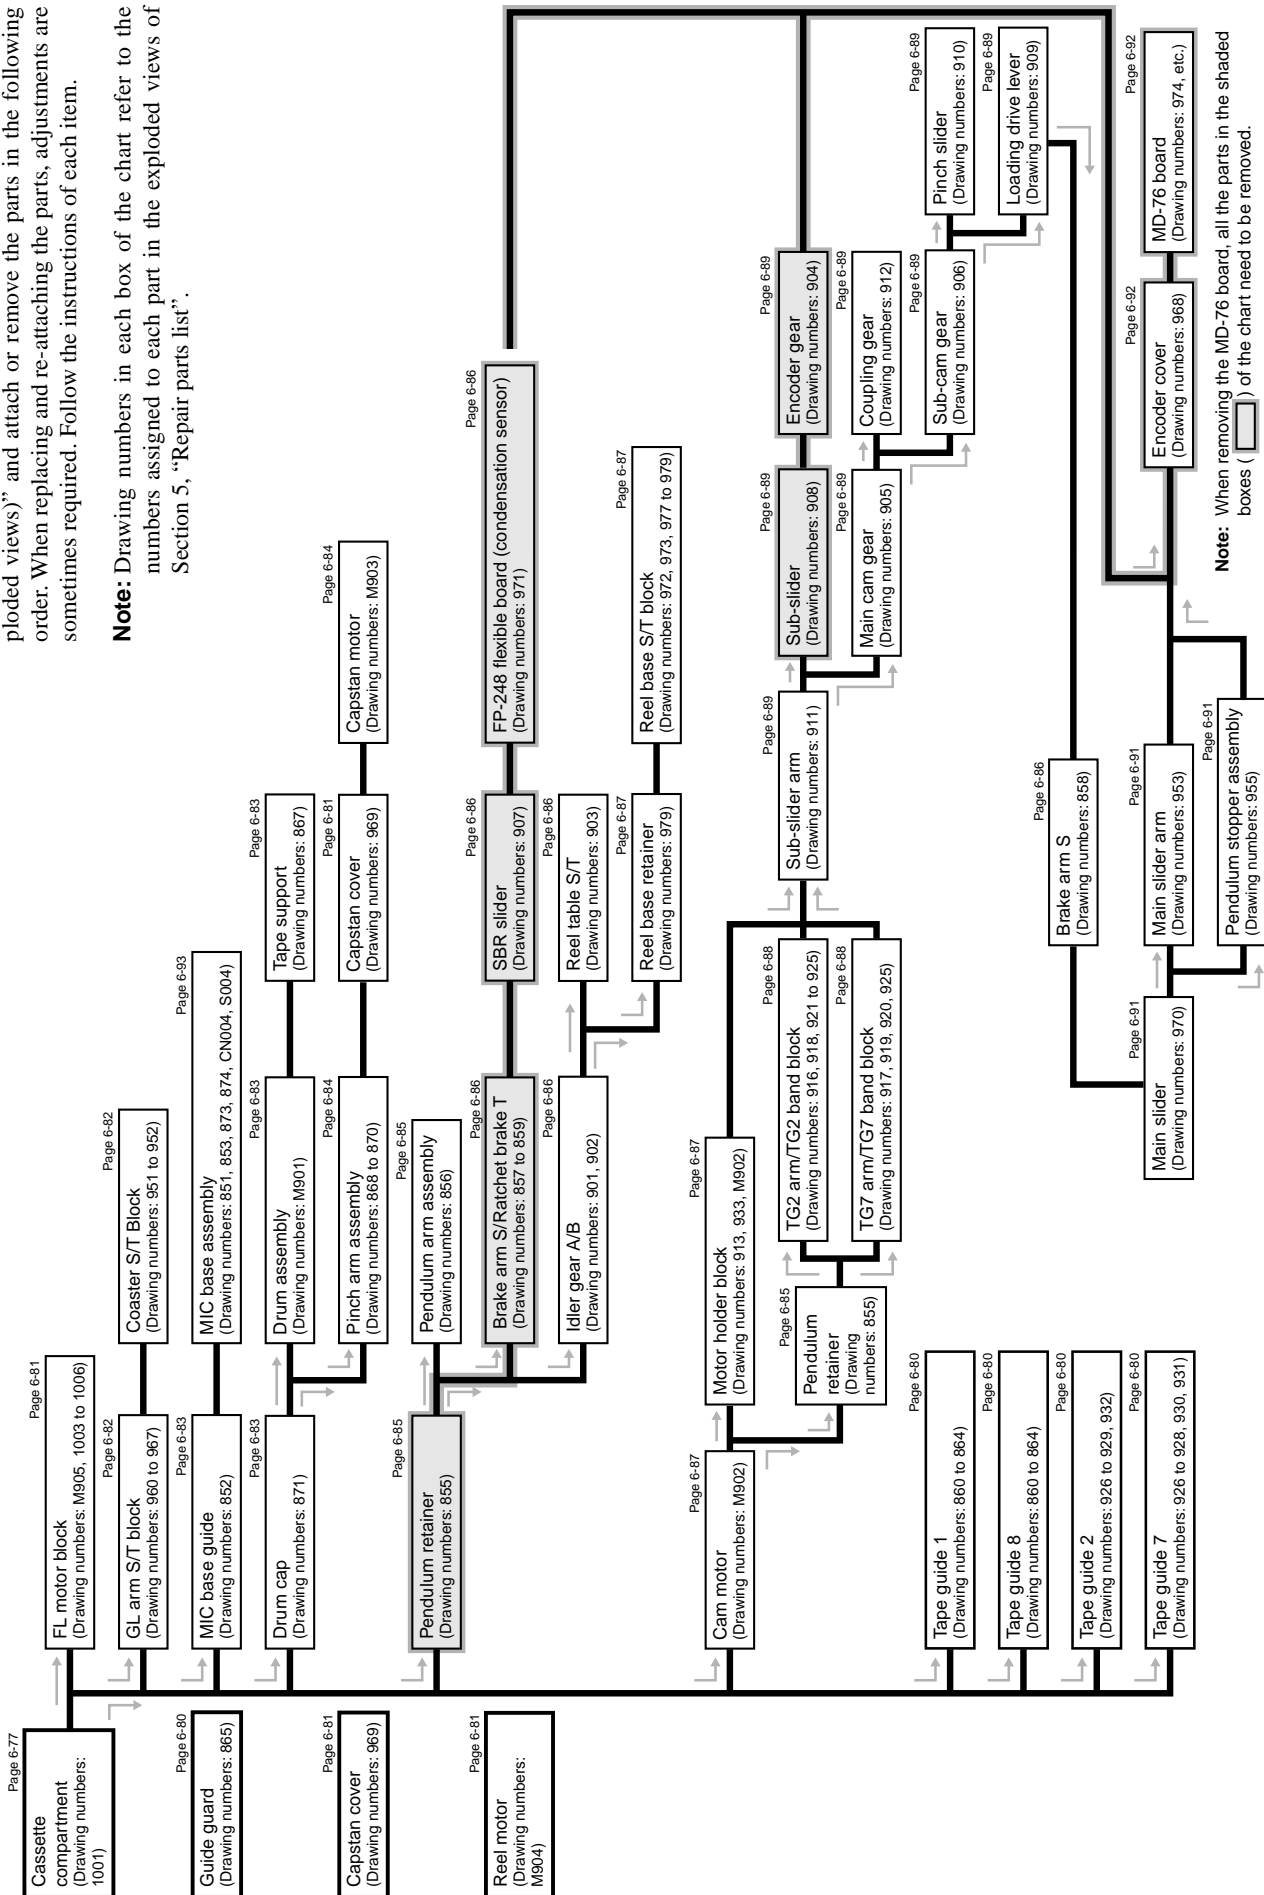 ploded views)” and attach or remove the parts in the following
order. When replacing and re-attaching the parts, adjustments are
sometimes required. Follow the instructions of each item.
Note: Drawing numbers in each box of the chart refer to the
numbers assigned to each part in the exploded views of
Section 5, “Repair parts list”.
Page 6-77
Cassette
compartment
(Drawing numbers:
1001)
Page 6-80
Guide guard
(Drawing numbers: 865)
Page 6-81
Capstan cover
(Drawing numbers: 969)
Page 6-81
Reel motor
(Drawing numbers:
M904)
Page 6-81
FL motor block
(Drawing numbers: M905, 1003 to 1006)
Page 6-82
GL arm S/T block
(Drawing numbers: 960 to 967)
Page 6-82
Coaster S/T Block
(Drawing numbers: 951 to 952)
Page 6-83
MIC base guide
(Drawing numbers: 852)
Page 6-93
MIC base assembly
(Drawing numbers: 851, 853, 873, 874, CN004, S004)
Page 6-83
Drum cap
(Drawing numbers: 871)
Page 6-83
Drum assembly
(Drawing numbers: M901)
Page 6-83
Tape support
(Drawing numbers: 867)
Page 6-84
Pinch arm assembly
(Drawing numbers: 868 to 870)
Page 6-81
Capstan cover
(Drawing numbers: 969)
Page 6-84
Capstan motor
(Drawing numbers: M903)
Page 6-85
Pendulum retainer
(Drawing numbers: 855)
Page 6-85
Pendulum arm assembly
(Drawing numbers: 856)
Page 6-86
Brake arm S/Ratchet brake T
(Drawing numbers: 857 to 859)
Page 6-86
SBR slider
(Drawing numbers: 907)
Page 6-86
FP-248 flexible board (condensation sensor)
(Drawing numbers: 971)
Page 6-86
Idler gear A/B
(Drawing numbers: 901, 902)
Page 6-86
Reel table S/T
(Drawing numbers: 903)
Page 6-87
Reel base retainer
(Drawing numbers: 979)
Page 6-87
Reel base S/T block
(Drawing numbers: 972, 973, 977 to 979)
Page 6-87
Cam motor
(Drawing numbers: M902)
Page 6-87
Motor holder block
(Drawing numbers: 913, 933, M902)
Page 6-85
Pendulum
retainer
(Drawing
numbers: 855)
Page 6-88
TG2 arm/TG2 band block
(Drawing numbers: 916, 918, 921 to 925)
Page 6-88
TG7 arm/TG7 band block
(Drawing numbers: 917, 919, 920, 925)
Page 6-89
Sub-slider arm
(Drawing numbers: 911)
Page 6-89
Sub-slider
(Drawing numbers: 908)
Page 6-89
Encoder gear
(Drawing numbers: 904)
Page 6-89
Main cam gear
(Drawing numbers: 905)
Page 6-89
Coupling gear
(Drawing numbers: 912)
Page 6-89
Sub-cam gear
(Drawing numbers: 906)
Page 6-89
Pinch slider
(Drawing numbers: 910)
Page 6-89
Loading drive lever
(Drawing numbers: 909)
Page 6-80
Tape guide 1
(Drawing numbers: 860 to 864)
Page 6-80
Tape guide 8
(Drawing numbers: 860 to 864)
Page 6-80
Tape guide 2
(Drawing numbers: 926 to 929, 932)
Page 6-80
Tape guide 7
(Drawing numbers: 926 to 928, 930, 931)
Page 6-86
Brake arm S
(Drawing numbers: 858)
Page 6-91
Main slider
(Drawing numbers: 970)
Page 6-91
Main slider arm
(Drawing numbers: 953)
Page 6-91
Pendulum stopper assembly
(Drawing numbers: 955)
Page 6-92
Encoder cover
(Drawing numbers: 968)
Page 6-92
MD-76 board
(Drawing numbers: 974, etc.)
Note: When removing the MD-76 board, all the parts in the shaded
boxes ( ) of the chart need to be removed.